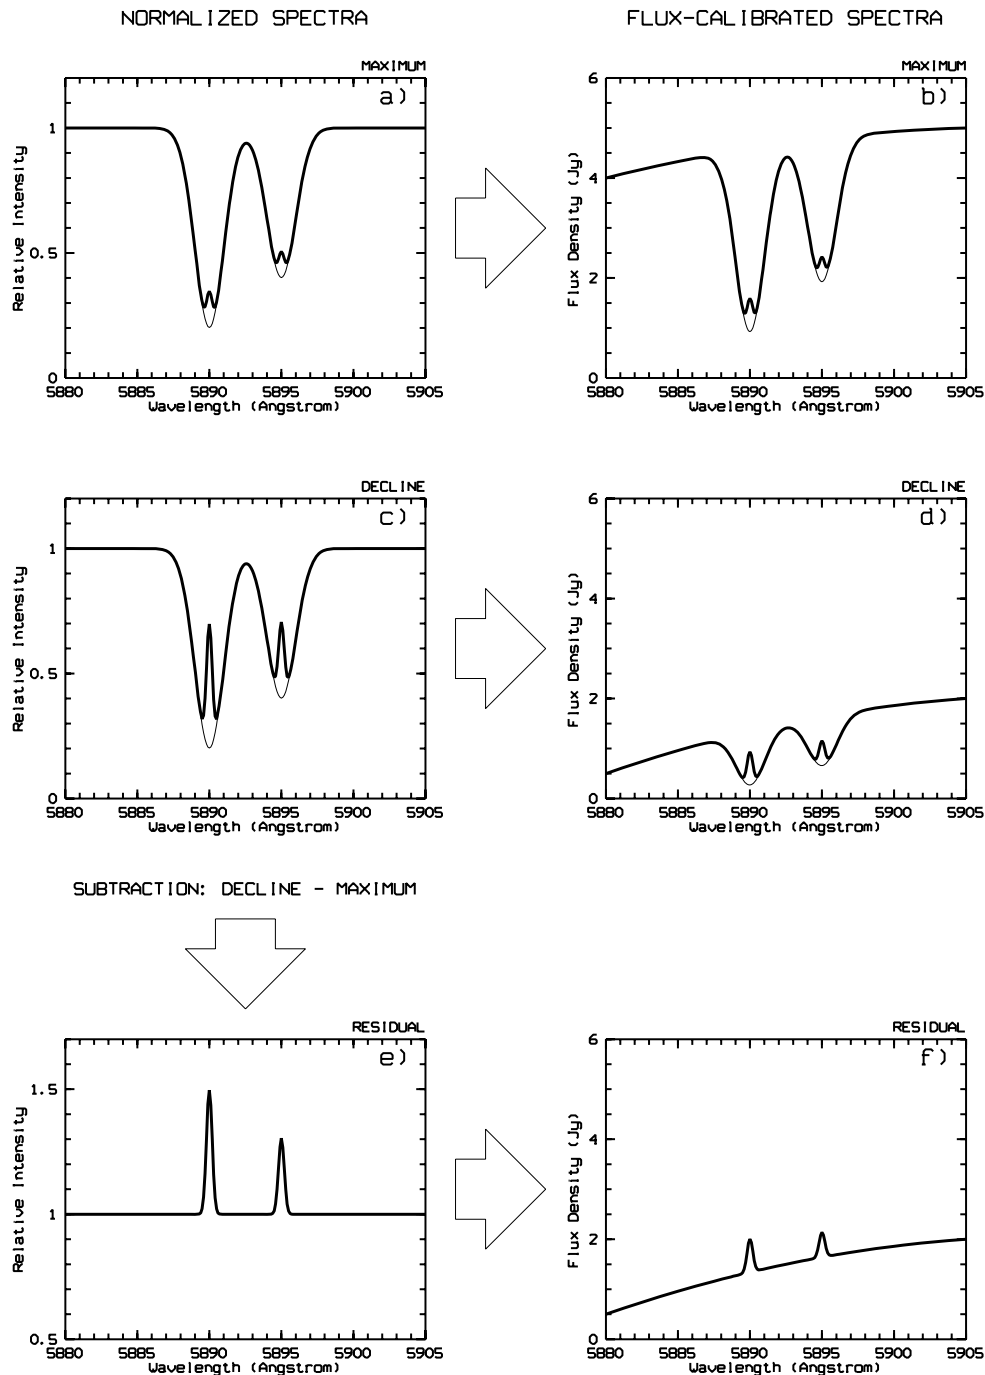 NORMALIZED SPECTRA
FLUX-CALIBRATED SPECTRA
MAXIMUM
a)
1
0.5
0
Relative Intensity
5880 5885 5890 5895 5900 5905
Wavelength (Angstrom)
MAXIMUM
b)
6
4
2
0
Flux Density (Jy)
5880 5885 5890 5895 5900 5905
Wavelength (Angstrom)
DECLINE
c)
1
0.5
0
Relative Intensity
5880 5885 5890 5895 5900 5905
Wavelength (Angstrom)
DECLINE
d)
6
4
2
0
Flux Density (Jy)
5880 5885 5890 5895 5900 5905
Wavelength (Angstrom)
SUBTRACTION: DECLINE - MAXIMUM
RESIDUAL
e)
1.5
1
0.5
Relative Intensity
5880 5885 5890 5895 5900 5905
Wavelength (Angstrom)
RESIDUAL
f)
6
4
2
0
Flux Density (Jy)
5880 5885 5890 5895 5900 5905
Wavelength (Angstrom)